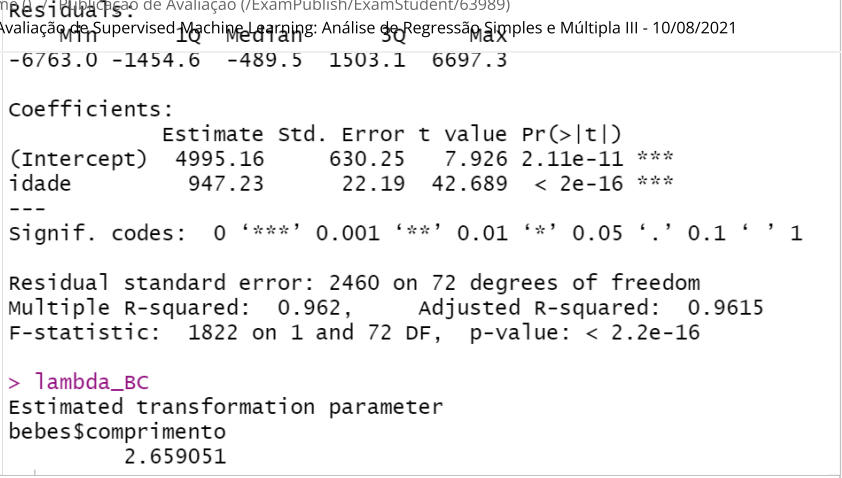 / Publicação de Avaliação (/ExamPublish/ExamStudent/63989)
Residuals:
Avaliação de Supervised Machine Learning: Análise de Regressão Simples e Múltipla III - 10/08/2021
Min 1Q Median 3Q Max
-6763.0 -1454.6 -489.5 1503.1 6697.3
Coefficients:
Estimate Std. Error t value Pr(>|t|)
(Intercept) 4995.16 630.25 7.926 2.11e-11 ***
idade 947.23 22.19 42.689 < 2e-16 ***
---
Signif. codes: 0 ‘***’ 0.001 ‘**’ 0.01 ‘*’ 0.05 ‘.’ 0.1 ‘ ’ 1
Residual standard error: 2460 on 72 degrees of freedom
Multiple R-squared: 0.962, Adjusted R-squared: 0.9615
F-statistic: 1822 on 1 and 72 DF, p-value: < 2.2e-16
> lambda_BC
Estimated transformation parameter
bebes$comprimento
2.659051